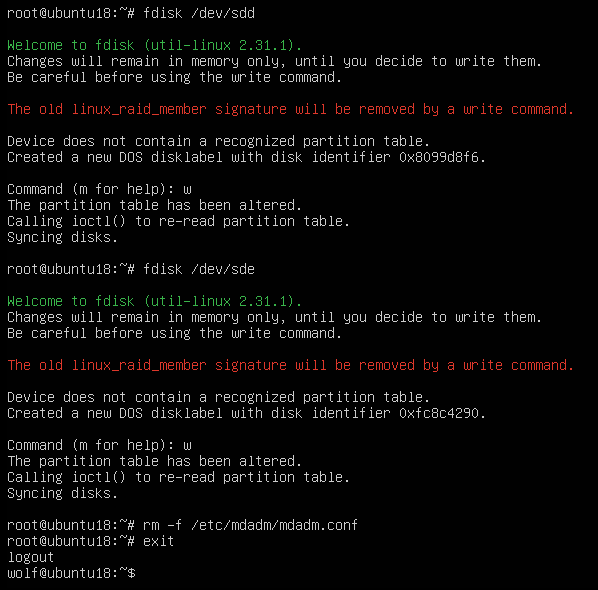 root@ubuntu18:~# fdisk /dev/sdd
Welcome to fdisk (util-linux 2.31.1).
Changes will remain in memory only, until you decide to write them.
Be careful before using the write command.
The old linux_raid_member signature will be removed by a write command.
Device does not contain a recognized partition table.
Created a new DOS disklabel with disk identifier 0x8099d8f6.
Command (m for help): w
The partition table has been altered.
Calling ioctl() to re-read partition table.
Syncing disks.
root@ubuntu18:~# fdisk /dev/sde
Welcome to fdisk (util-linux 2.31.1).
Changes will remain in memory only, until you decide to write them.
Be careful before using the write command.
The old linux_raid_member signature will be removed by a write command.
Device does not contain a recognized partition table.
Created a new DOS disklabel with disk identifier 0xfc8c4290.
Command (m for help): w
The partition table has been altered.
Calling ioctl() to re-read partition table.
Syncing disks.
root@ubuntu18:~# rm -f /etc/mdadm/mdadm.conf
root@ubuntu18:~# exit
logout
wolf@ubuntu18:~$